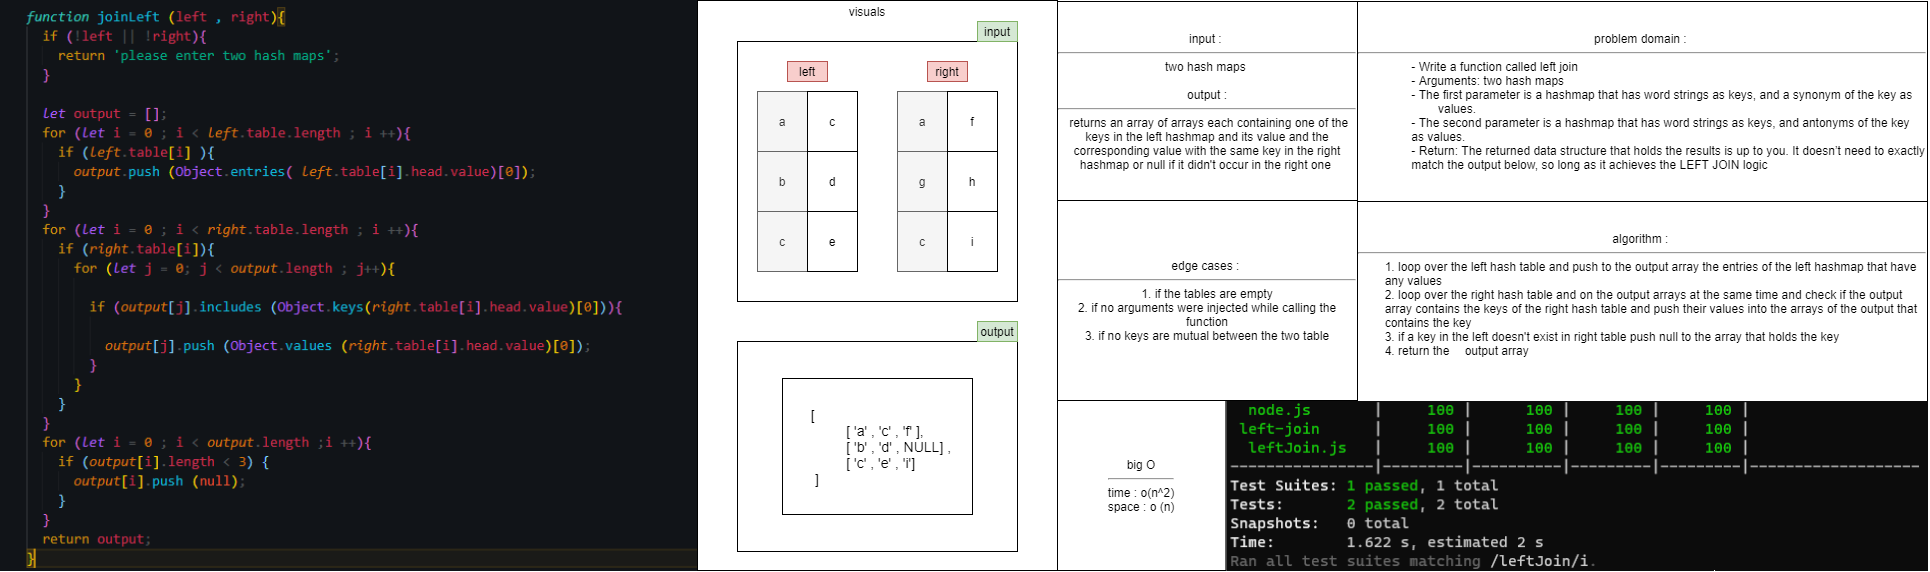 function joinLeft (left , right){
if (!left || !right){
return 'please enter two hash maps';
}
let output = [];
for (let i = 0 ; i < left.table.length ; i ++){
if (left.table[i] ){
output.push (Object.entries( left.table[i].head.value)[0]);
}
}
for (let i = 0 ; i < right.table.length ; i ++){
if (right.table[i]){
for (let j = 0; j < output.length ; j++){
if (output[j].includes (Object.keys(right.table[i].head.value)[0])){
output[j].push (Object.values (right.table[i].head.value)[0]);
}
}
}
}
for (let i = 0 ; i < output.length ;i ++){
if (output[i].length < 3) {
output[i].push (null);
}
}
return output;
}
visuals
input
left
right
a c
b d
c e
a f
g h
c i
output
[
[ 'a' , 'c' , 'f' ],
[ 'b' , 'd' , NULL] ,
[ 'c' , 'e' , 'i']
]
input :
two hash maps
output :
returns an array of arrays each containing one of the
keys in the left hashmap and its value and the
corresponding value with the same key in the right
hashmap or null if it didn't occur in the right one
problem domain :
- Write a function called left join
- Arguments: two hash maps
- The first parameter is a hashmap that has word strings as keys, and a synonym of the key as
values.
- The second parameter is a hashmap that has word strings as keys, and antonyms of the key
as values.
- Return: The returned data structure that holds the results is up to you. It doesn't need to exactly
match the output below, so long as it achieves the LEFT JOIN logic
edge cases :
1. if the tables are empty
2. if no arguments were injected while calling the
function
3. if no keys are mutual between the two table
algorithm :
1. loop over the left hash table and push to the output array the entries of the left hashmap that have
any values
2. loop over the right hash table and on the output arrays at the same time and check if the output
array contains the keys of the right hash table and push their values into the arrays of the output that
contains the key
3. if a key in the left doesn't exist in right table push null to the array that holds the key
4. return the output array
big O
time : o(n^2)
space : o (n)
node.js | 100 | 100 | 100 | 100 |
left-join | 100 | 100 | 100 | 100 |
leftJoin.js | 100 | 100 | 100 | 100 |
----------------|---------|----------|---------|---------|-------------------
Test Suites: 1 passed, 1 total
Tests: 2 passed, 2 total
Snapshots: 0 total
Time: 1.622 s, estimated 2 s
Ran all test suites matching /leftJoin/i.